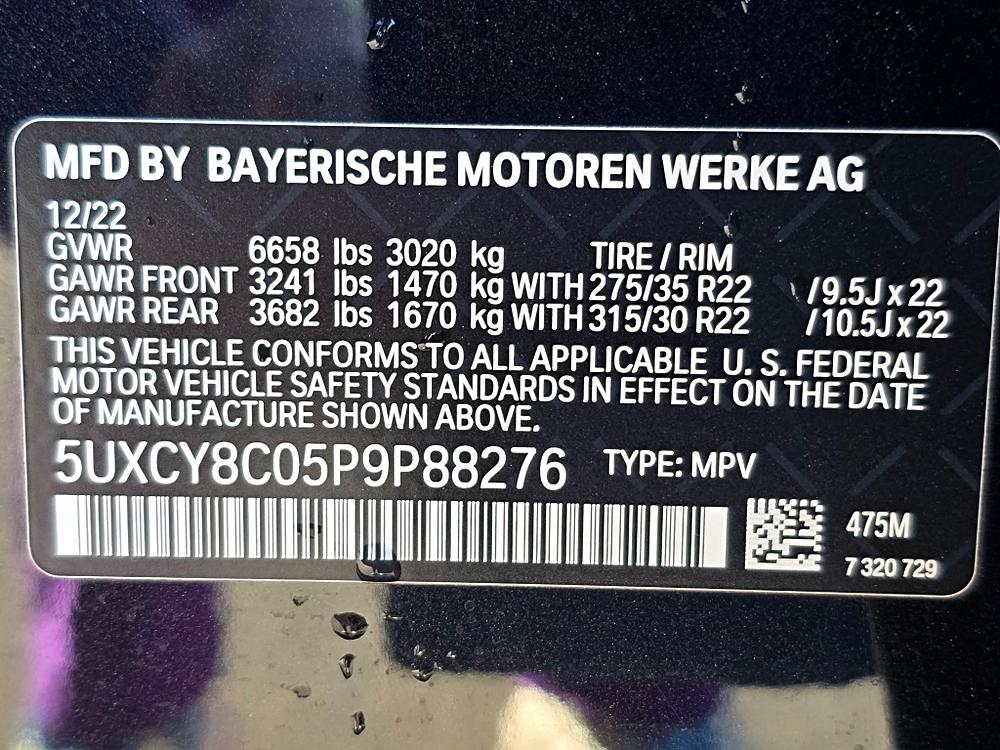 MFD BY BAYERISCHE MOTOREN WERKE AG
12/22
GVWR 6658 lbs 3020 kg TIRE / RIM
GAWR FRONT 3241 lbs 1470 kg WITH 275/35 R22 /9.5J x 22
GAWR REAR 3682 lbs 1670 kg WITH 315/30 R22 /10.5J x 22
THIS VEHICLE CONFORMS TO ALL APPLICABLE U. S. FEDERAL
MOTOR VEHICLE SAFETY STANDARDS IN EFFECT ON THE DATE
OF MANUFACTURE SHOWN ABOVE.
5UXCY8C05P9P88276 TYPE: MPV
475M
7 320 729